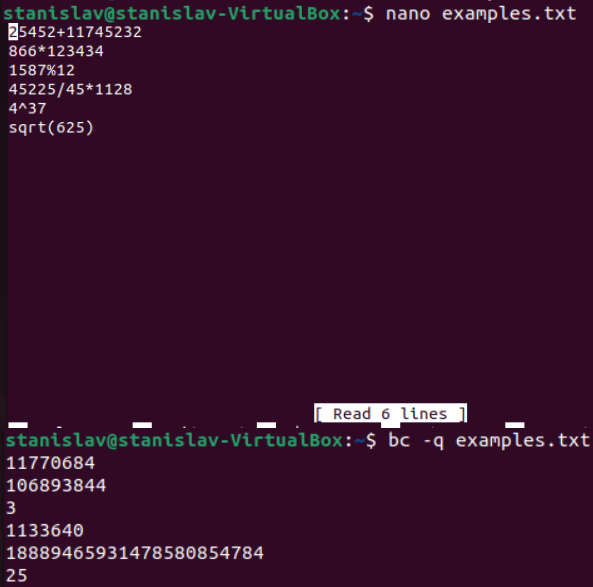 stanislav@stanislav-VirtualBox:~$ nano examples.txt
25452+11745232
866*123434
1587%12
45225/45*1128
4^37
sqrt(625)
[ Read 6 lines ]
stanislav@stanislav-VirtualBox:~$ bc -q examples.txt
11770684
106893844
3
1133640
18889465931478580854784
25